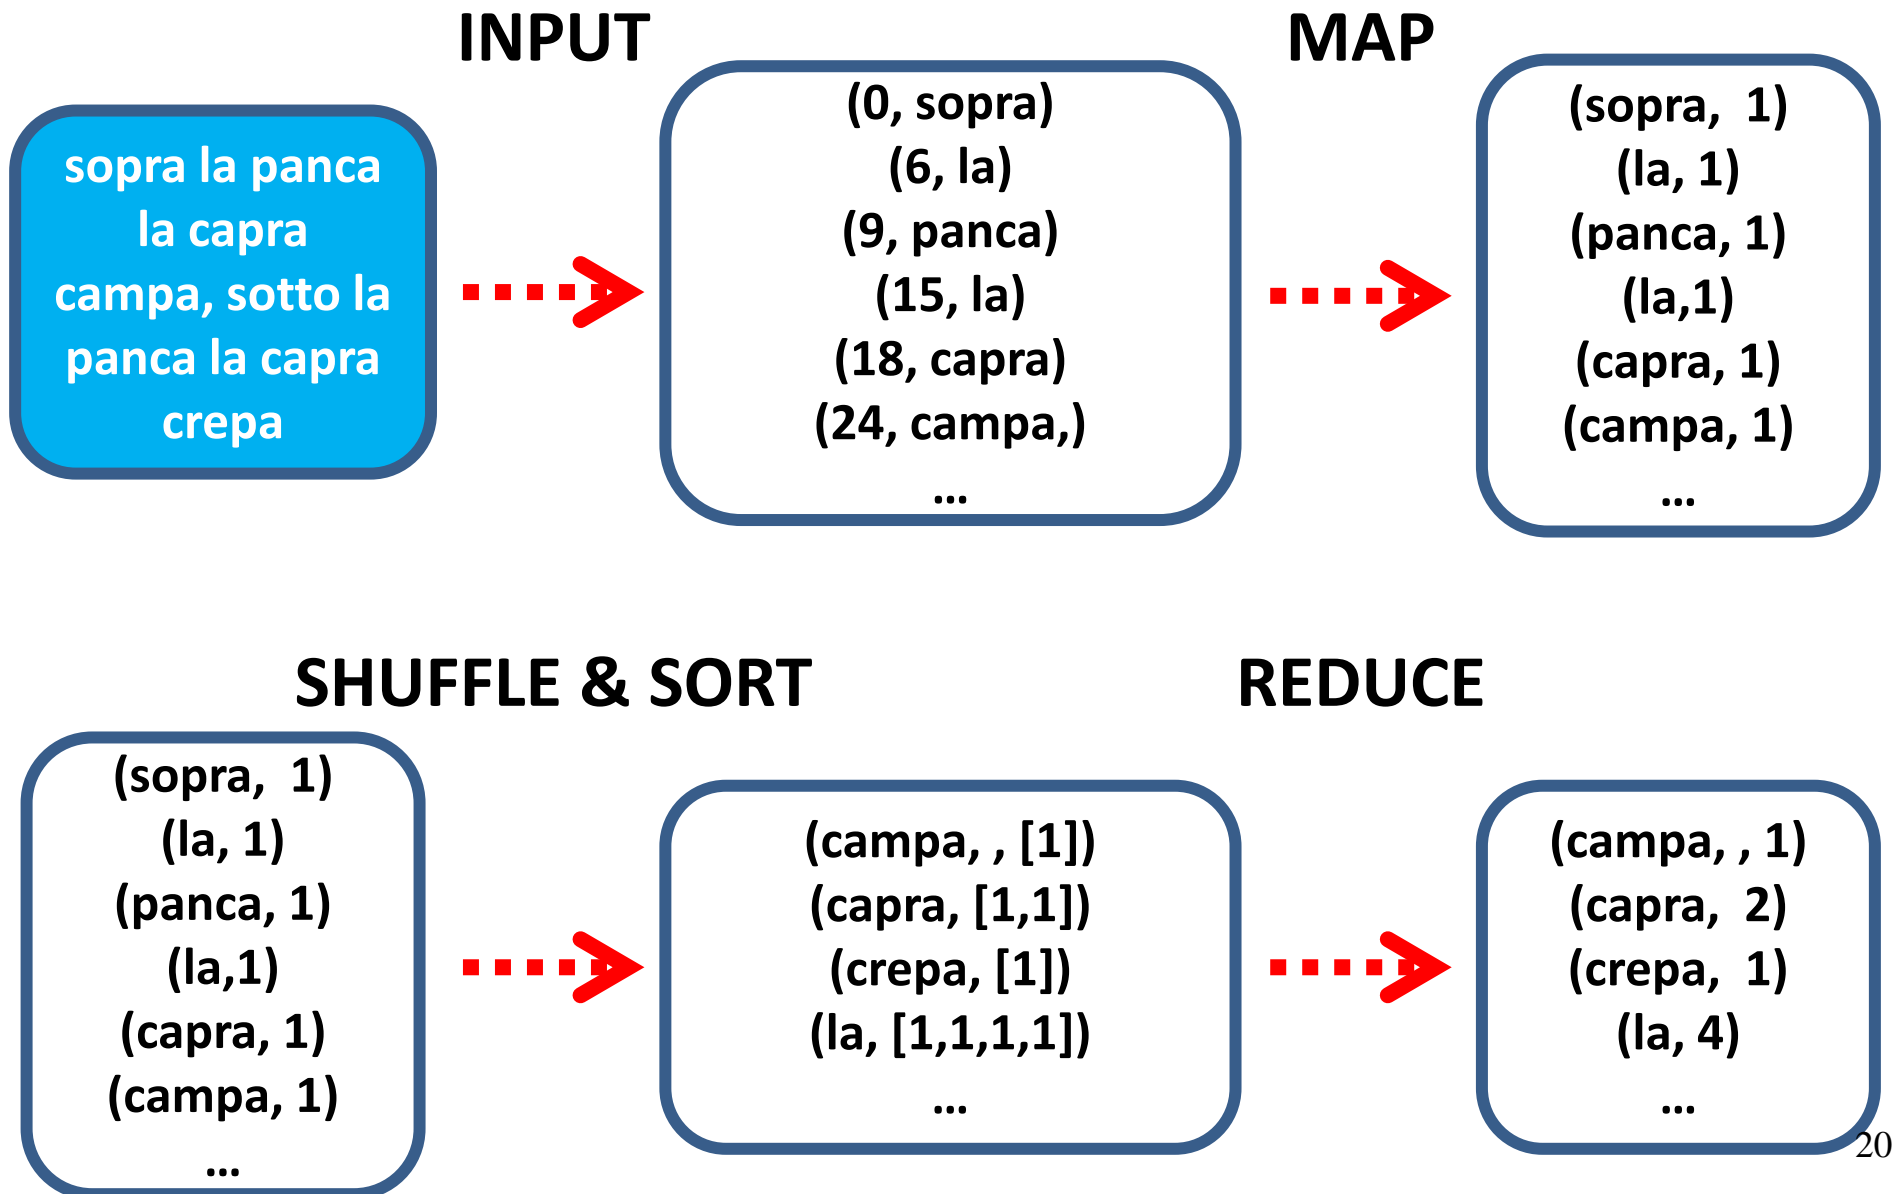 INPUT
MAP
sopra la panca
la capra
campa, sotto la
panca la capra
crepa
(0, sopra)
(6, la)
(9, panca)
(15, la)
(18, capra)
(24, campa,)
...
(sopra,  1)
(la, 1)
(panca, 1)
(la,1)
(capra, 1)
(campa, 1)
...
SHUFFLE & SORT
REDUCE
(sopra,  1)
(la, 1)
(panca, 1)
(la,1)
(capra, 1)
(campa, 1)
...
(campa, , [1])
(capra, [1,1])
(crepa, [1])
(la, [1,1,1,1])
...
(campa, , 1)
(capra,  2)
(crepa,  1)
(la, 4)
...
20